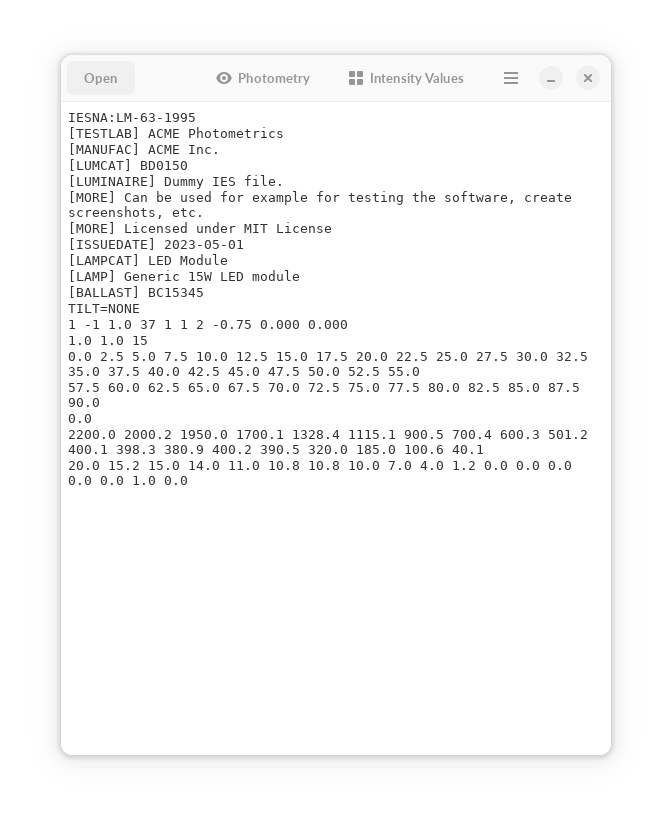 Open
Photometry
Intensity Values
IESNA:LM-63-1995
[TESTLAB] ACME Photometrics
[MANUFAC] ACME Inc.
[LUMCAT] BD0150
[LUMINAIRE] Dummy IES file.
[MORE] Can be used for example for testing the software, create
screenshots, etc.
[MORE] Licensed under MIT License
[ISSUEDATE] 2023-05-01
[LAMPCAT] LED Module
[LAMP] Generic 15W LED module
[BALLAST] BC15345
TILT=NONE
1 -1 1.0 37 1 1 2 -0.75 0.000 0.000
1.0 1.0 15
0.0 2.5 5.0 7.5 10.0 12.5 15.0 17.5 20.0 22.5 25.0 27.5 30.0 32.5
35.0 37.5 40.0 42.5 45.0 47.5 50.0 52.5 55.0
57.5 60.0 62.5 65.0 67.5 70.0 72.5 75.0 77.5 80.0 82.5 85.0 87.5
90.0
0.0
2200.0 2000.2 1950.0 1700.1 1328.4 1115.1 900.5 700.4 600.3 501.2
400.1 398.3 380.9 400.2 390.5 320.0 185.0 100.6 40.1
20.0 15.2 15.0 14.0 11.0 10.8 10.8 10.0 7.0 4.0 1.2 0.0 0.0 0.0
0.0 0.0 1.0 0.0